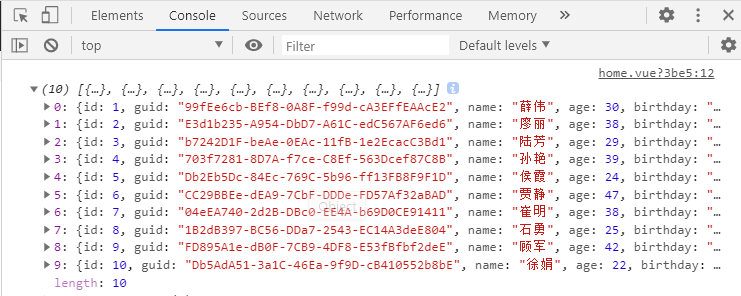 Elements Console Sources Network Performance Memory »
top Filter Default levels
home.vue?3be5:12
(10) [{…}, {…}, {…}, {…}, {…}, {…}, {…}, {…}, {…}, {…}]
0: {id: 1, guid: "99fEe6cb-BEf8-0A8F-f99d-cA3EFfEAAcE2", name: "薛伟", age: 30, birthday: "…
1: {id: 2, guid: "E3d1b235-A954-DbD7-A61C-edC567AF6ed6", name: "廖丽", age: 38, birthday: "…
2: {id: 3, guid: "b7242D1F-beAe-0EAc-11fB-1e2EcacC3Bd1", name: "陆芳", age: 29, birthday: "…
3: {id: 4, guid: "703f7281-8D7A-f7ce-C8Ef-563Dcef87C8B", name: "孙艳", age: 39, birthday: "…
4: {id: 5, guid: "Db2Eb5Dc-84Ec-769C-5b96-ff13FB8F9F1D", name: "侯霞", age: 24, birthday: "…
5: {id: 6, guid: "CC29BBEe-dEA9-7CbF-DDDe-FD57Af32aBAD", name: "贾静", age: 47, birthday: "…
6: {id: 7, guid: "04eEA740-2d2B-DBc0-EE4A-b69D0CE91411", name: "崔明", age: 38, birthday: "…
7: {id: 8, guid: "1B2dB397-BC56-DDa7-2543-EC14A3deE804", name: "石勇", age: 25, birthday: "…
8: {id: 9, guid: "FD895A1e-dB0F-7CB9-4DF8-E53fBfbf2deE", name: "顾军", age: 42, birthday: "…
9: {id: 10, guid: "Db5AdA51-3a1C-46Ea-9f9D-cB410552b8bE", name: "徐娟", age: 22, birthday: "…
length: 10